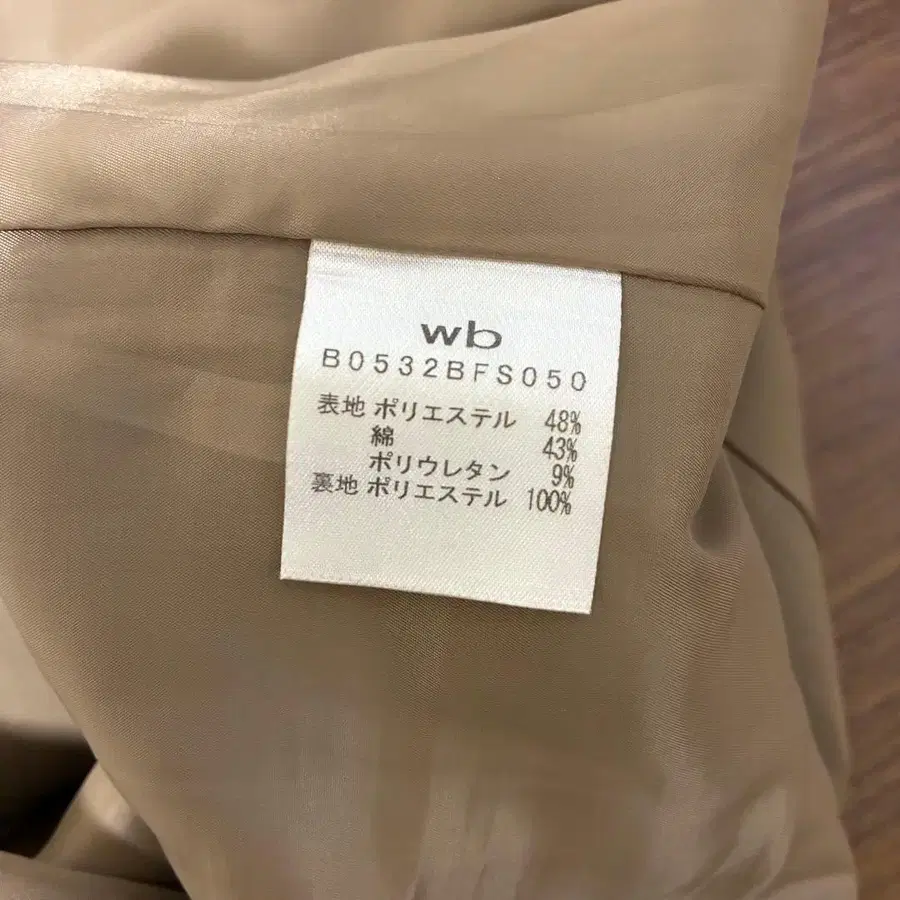 wb
B0532BFS050
表地 ポリエステル 48%
綿 43%
ポリウレタン 9%
裏地 ポリエステル 100%